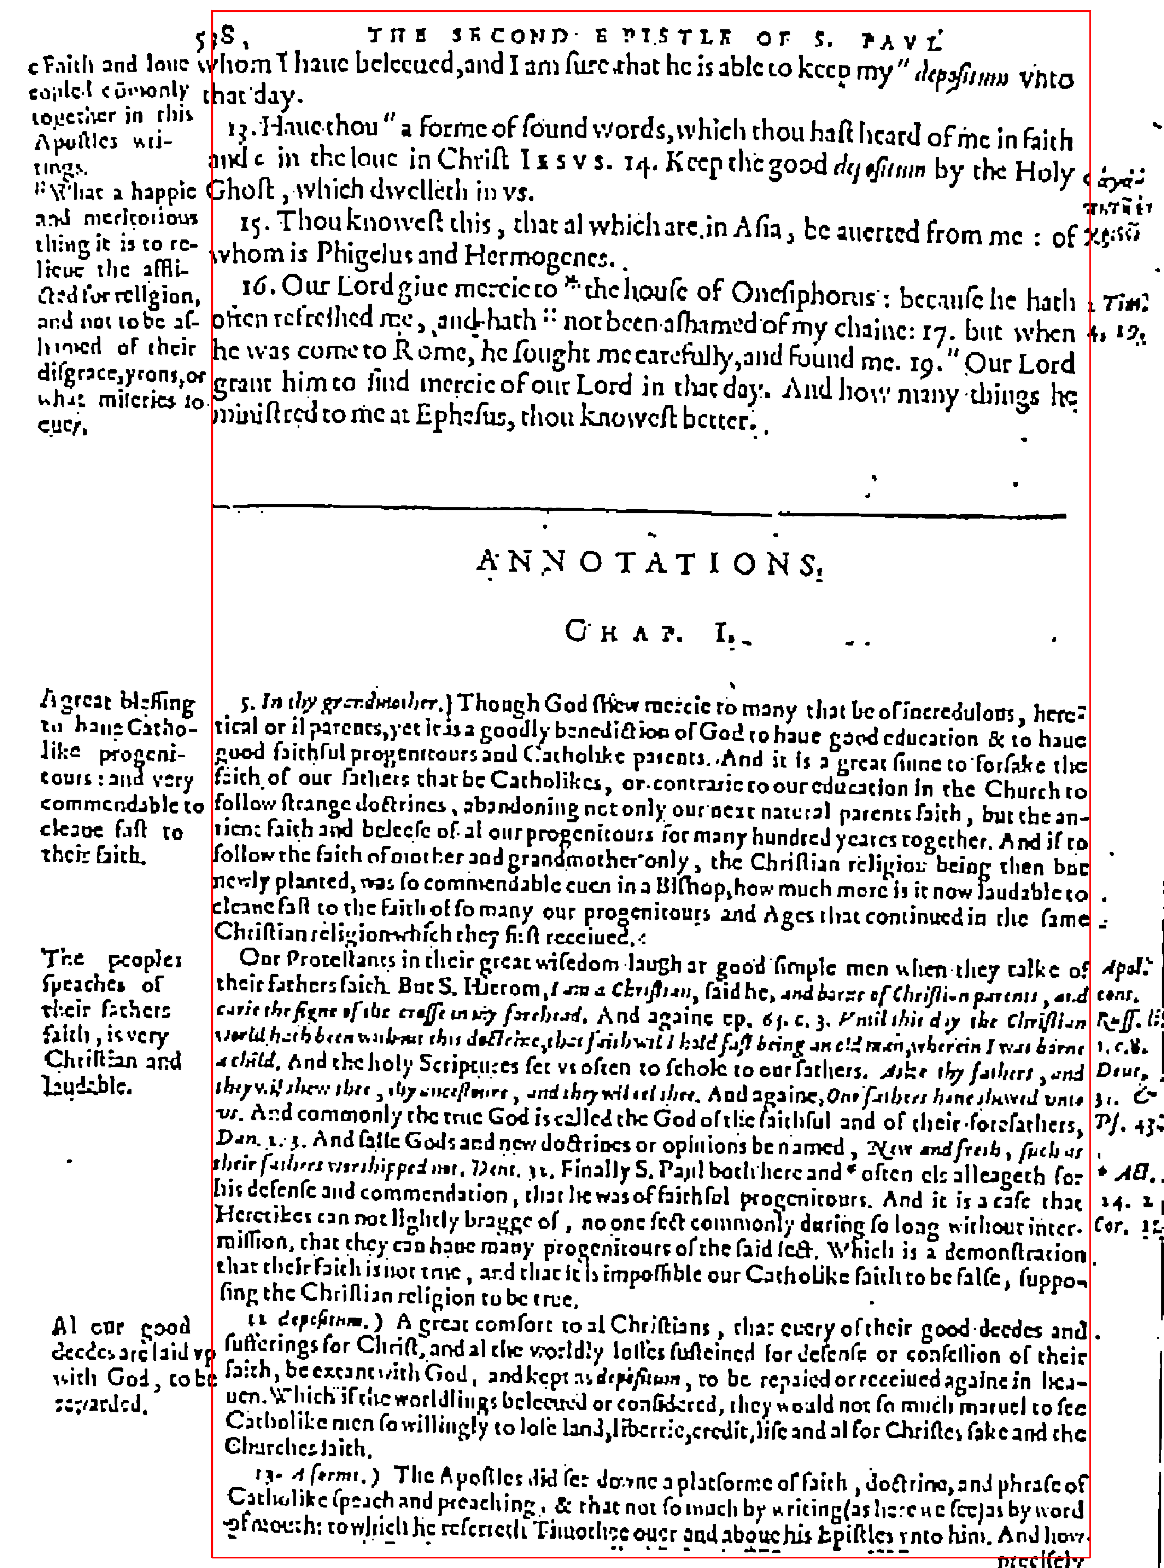 538, THE SECOND EPISTLE OF S. PAVL
whom I haue beleeued, and I am sure that he is able to keep my " depositum vnto
that day.
13. Haue thou " a forme of sound words, which thou hast heard of me in faith
and c in the loue in Christ IESVS. 14. Keep the good depositum by the Holy
Ghost, which dwelleth in vs.
15. Thou knowest this, that al which are in Asia, be auerted from me : of
whom is Phigelus and Hermogenes.
16. Our Lord giue mercie to * the house of Onesiphorus : because he hath
often refreshed me, and hath :: not been ashamed of my chaine: 17. but when
he was come to Rome, he sought me carefully, and found me. 19. " Our Lord
grant him to find mercie of our Lord in that day. And how many things he
ministred to me at Ephesus, thou knowest better.
c Faith and loue
coupled cōmonly
together in this
Apostles wri-
tings.
:: What a happie
and meritorious
thing it is to re-
lieue the affli-
cted for religion,
and not to be as-
hamed of their
disgrace, yrons, or
what miseries so
euer.
2 Tim.
4, 19.
ANNOTATIONS.
CHAP. I.
5. In thy grandmother.) Though God shew mercie to many that be of incredulous, here-
tical or il parents, yet it is a goodly benediction of God to haue good education & to haue
good faithful progenitours and Catholike parents. And it is a great sinne to forsake the
faith of our fathers that be Catholikes, or contrarie to our education in the Church to
follow strange doctrines, abandoning not only our next natural parents faith, but the an-
tient faith and beleefe of al our progenitours for many hundred yeares together. And if to
follow the faith of mother and grandmother only, the Christian religion being then but
newly planted, was so commendable euen in a Bishop, how much more is it now laudable to
cleaue fast to the faith of so many our progenitours and Ages that continued in the same
Christian religion which they first receiued.
A great blessing
to haue Catho-
like progeni-
tours: and very
commendable to
cleaue fast to
their faith.
Our Protestants in their great wisedom laugh at good simple men when they talke of
their fathers faith. But S. Hierom, I am a Christian, said he, and borne of Christian parents, and
carie the signe of the crosse in my forehead. And againe ep. 65. c. 3. Vntil this day the Christian
world hath been without this doctrine, that faith wil I hold fast being an old man, wherein I was borne
a child. And the holy Scriptures set vs often to schole to our fathers. Aske thy fathers, and
they wil shew thee, thy ancestours, and they wil tel thee. And againe, Our fathers haue shewed vnto
vs. And commonly the true God is called the God of the faithful and of their forefathers,
Dan. 2. 3. And false Gods and new doctrines or opinions be named, New and fresh, such as
their fathers worshipped not. Deut. 32. Finally S. Paul both here and * often els alleageth for
his defense and commendation, that he was of faithful progenitours. And it is a case that
Heretikes can not lightly bragge of, no one sect commonly during so long without inter-
mission, that they can haue many progenitours of the said sect. Which is a demonstration
that their faith is not true, and that it is impossible our Catholike faith to be false, suppo-
sing the Christian religion to be true.
The peoples
speaches of
their fathers
faith, is very
Christian and
laudable.
Apol.
cont.
Ruff. li
1. c. 8.
Deut.
32. &
Ps. 43.
* Act.
24. 2
Cor. 11.
12 depositum.) A great comfort to al Christians, that euery of their good deedes and
sufferings for Christ, and al the worldly losses susteined for defense or confession of their
faith, be extant with God, and kept as depositum, to be repaied or receiued againe in hea-
uen. Which if the worldlings beleeued or considered, they would not so much maruel to see
Catholike men so willingly to lose land, libertie, credit, life and al for Christes sake and the
Churches faith.
Al our good
deedes are laid vp
with God, to be
rewarded.
13. A forme.) The Apostles did set downe a platforme of faith, doctrine, and phrase of
Catholike speach and preaching, & that not so much by writing (as here we see) as by word
of mouth: to which he referreth Timothee ouer and aboue his Epistles vnto him. And how
precisely